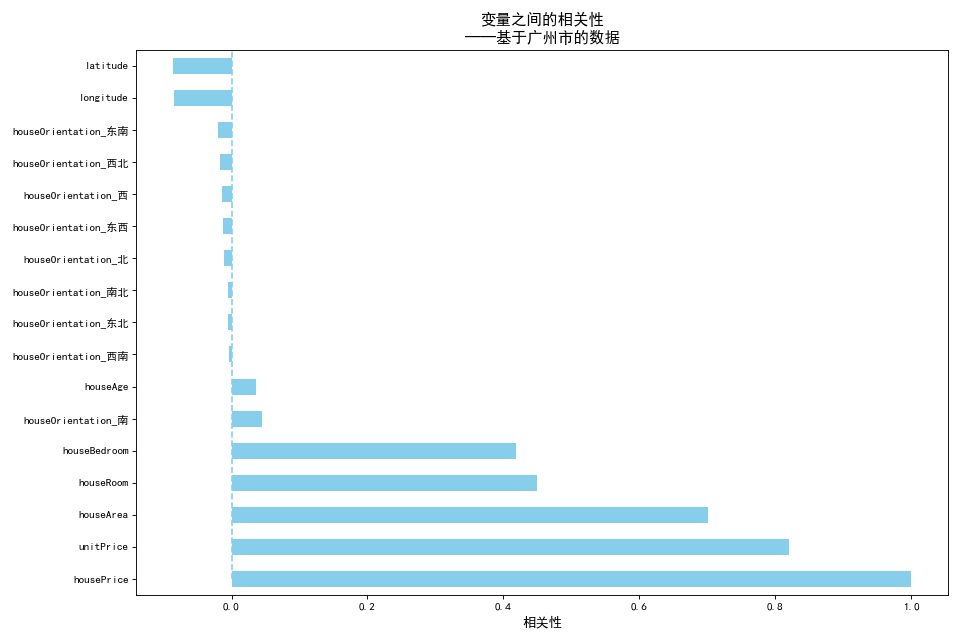 变量之间的相关性
——基于广州市的数据
latitude
longitude
houseOrientation_东南
houseOrientation_西北
houseOrientation_西
houseOrientation_东西
houseOrientation_北
houseOrientation_南北
houseOrientation_东北
houseOrientation_西南
houseAge
houseOrientation_南
houseBedroom
houseRoom
houseArea
unitPrice
housePrice
0.0 0.2 0.4 0.6 0.8 1.0
相关性